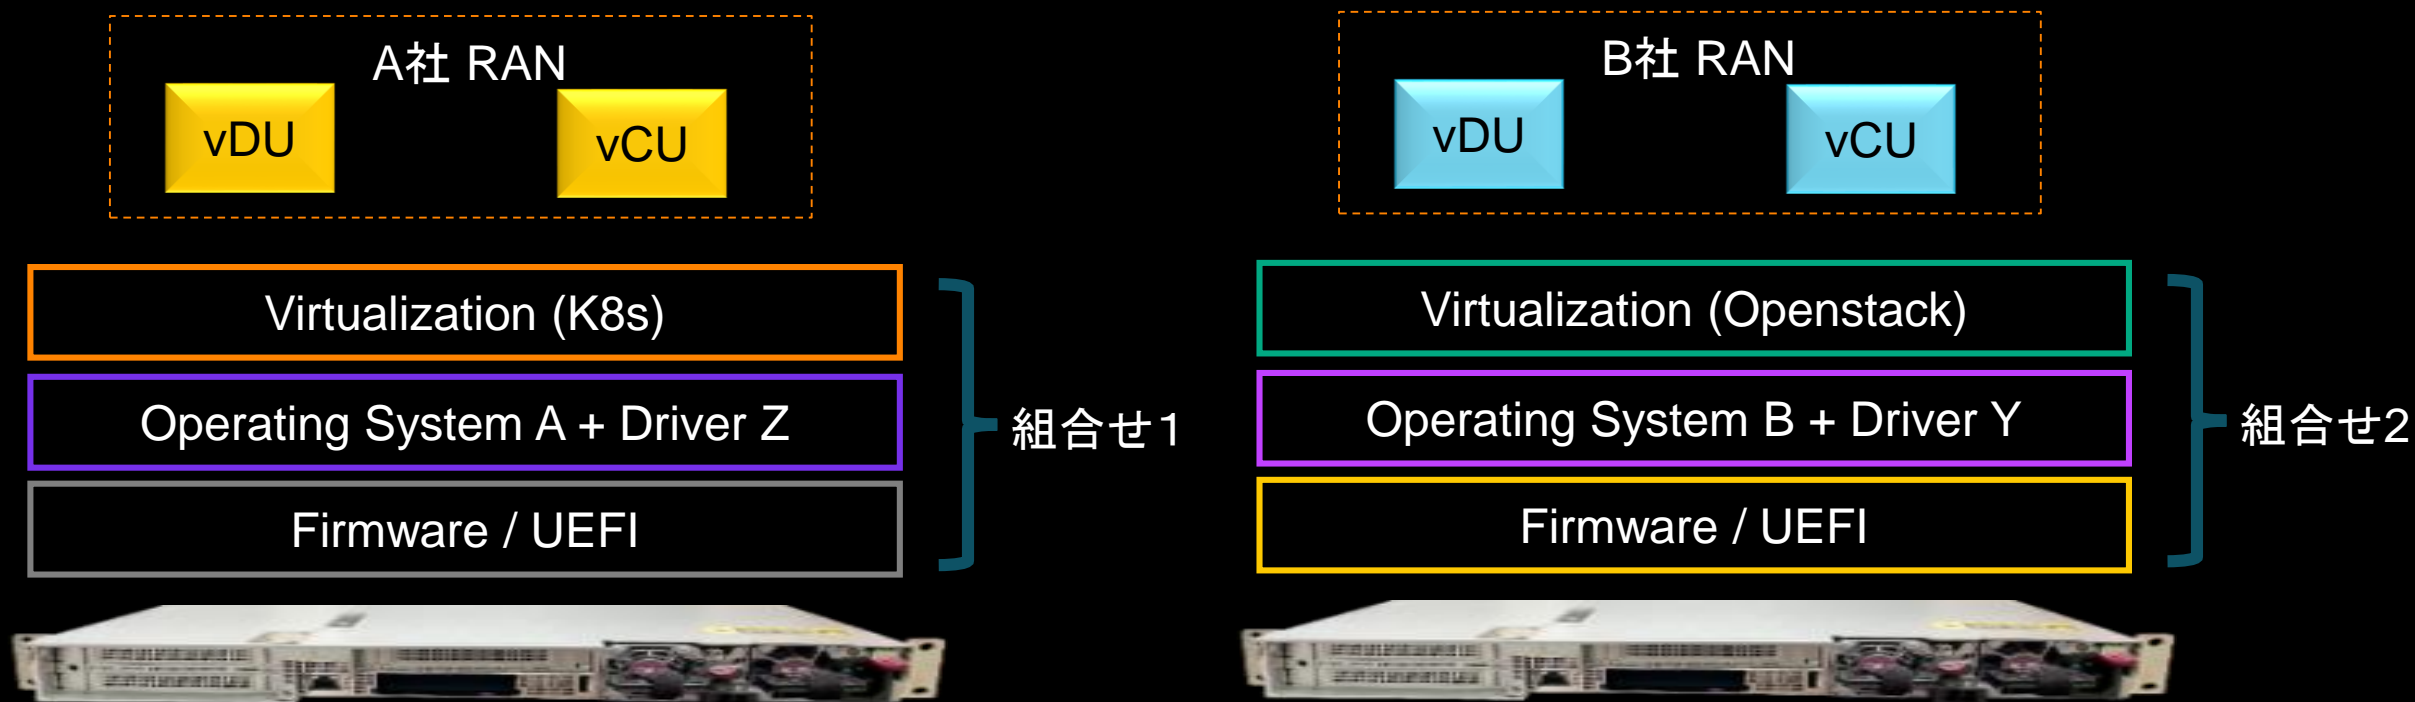 A社 RAN
vDU
vCU
Virtualization (K8s)
Operating System A + Driver Z
Firmware / UEFI
組合せ1
B社 RAN
vDU
vCU
Virtualization (Openstack)
Operating System B + Driver Y
Firmware / UEFI
組合せ2